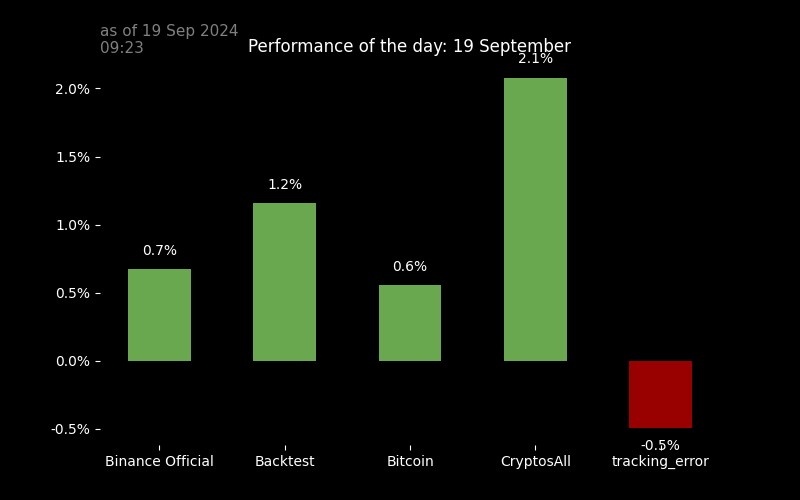 as of 19 Sep 2024
09:23
Performance of the day: 19 September
2.1%
2.0%
1.5%
1.2%
1.0%
0.7%
0.6%
0.5%
0.0%
-0.5%
-0.5%
Binance Official
Backtest
Bitcoin
CryptosAll
tracking_error